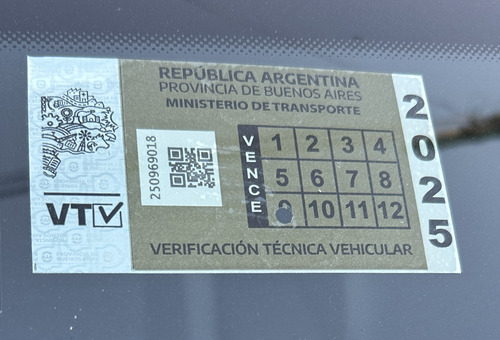 REPÚBLICA ARGENTINA
PROVINCIA DE BUENOS AIRES
MINISTERIO DE TRANSPORTE
VTV
250969018
VENCE
1 2 3 4
5 6 7 8
9 10 11 12
2025
VERIFICACIÓN TÉCNICA VEHICULAR